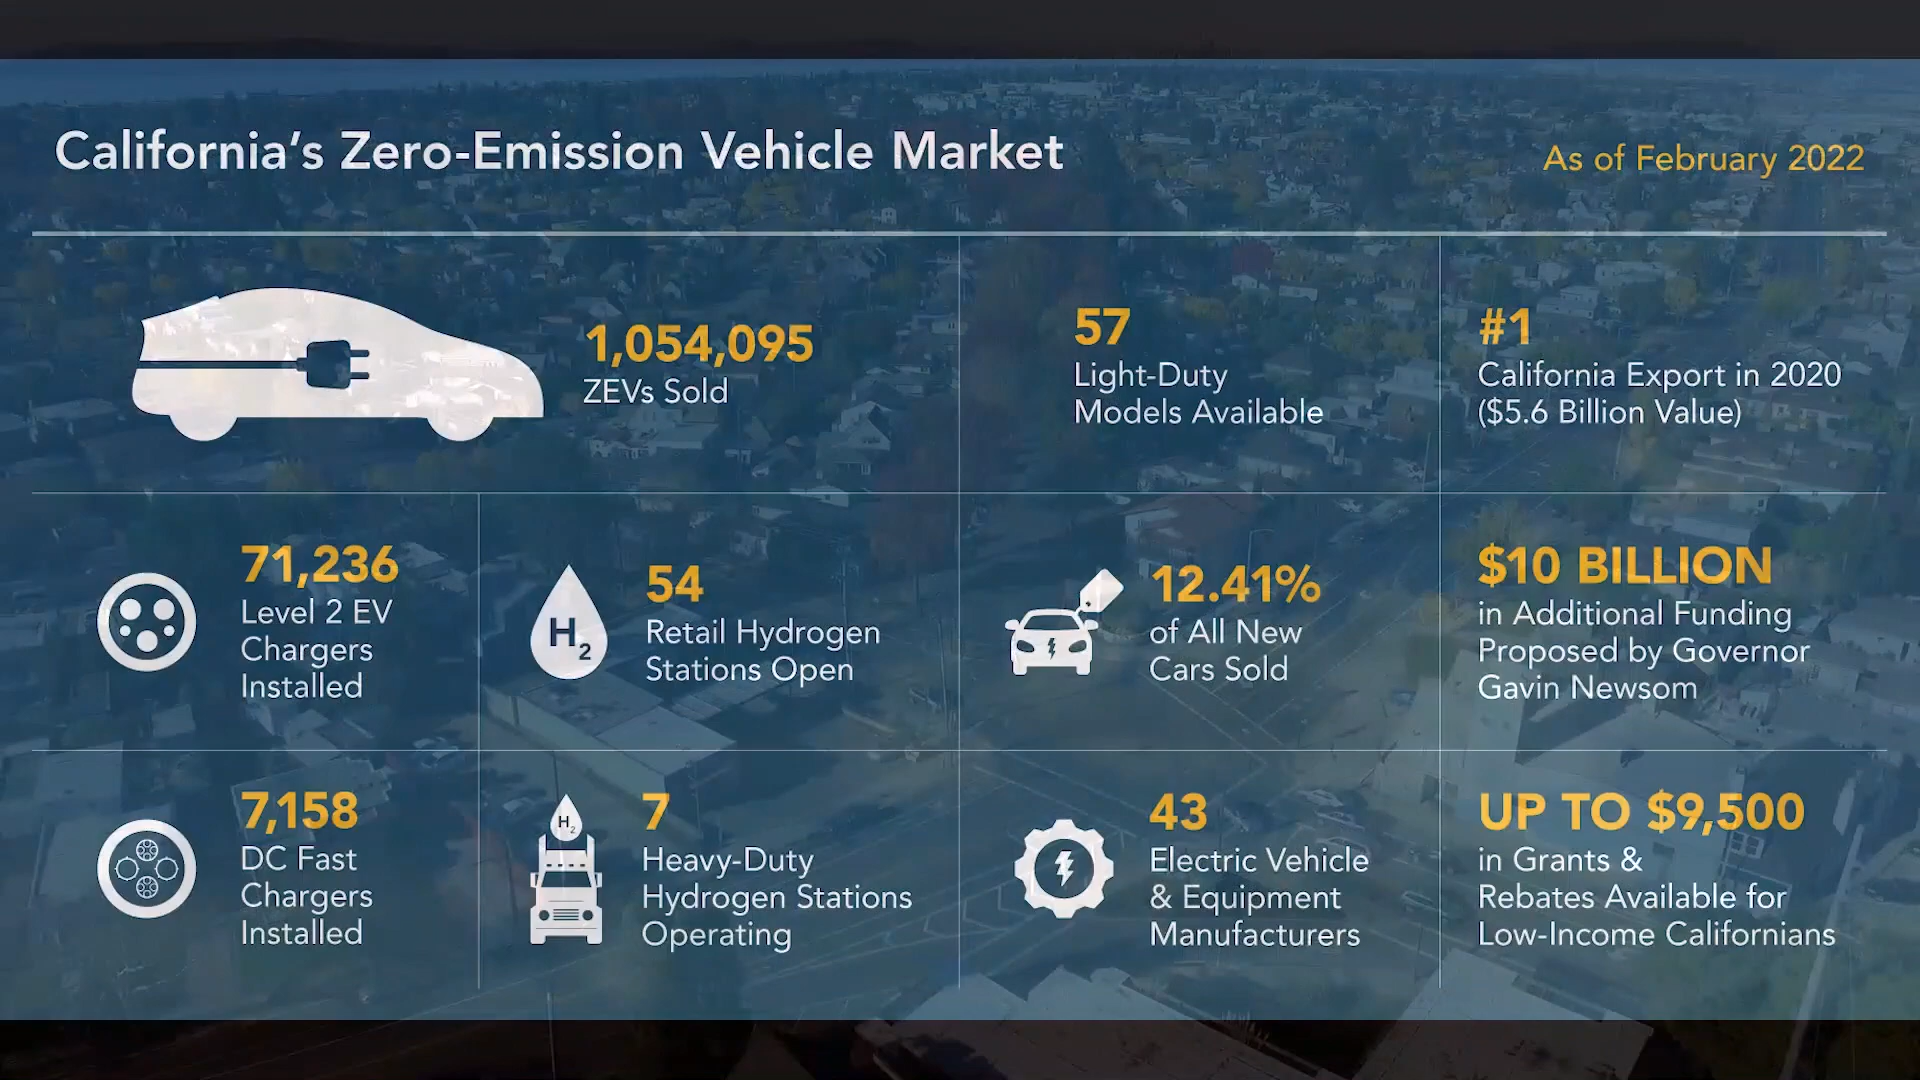 California's Zero-Emission Vehicle Market
As of February 2022
1,054,095
ZEVs Sold
57
Light-Duty
Models Available
#1
California Export in 2020
($5.6 Billion Value)
71,236
Level 2 EV
Chargers
Installed
H2
54
Retail Hydrogen
Stations Open
12.41%
of All New
Cars Sold
$10 BILLION
in Additional Funding
Proposed by Governor
Gavin Newsom
7,158
DC Fast
Chargers
Installed
H2
7
Heavy-Duty
Hydrogen Stations
Operating
43
Electric Vehicle
& Equipment
Manufacturers
UP TO $9,500
in Grants &
Rebates Available for
Low-Income Californians